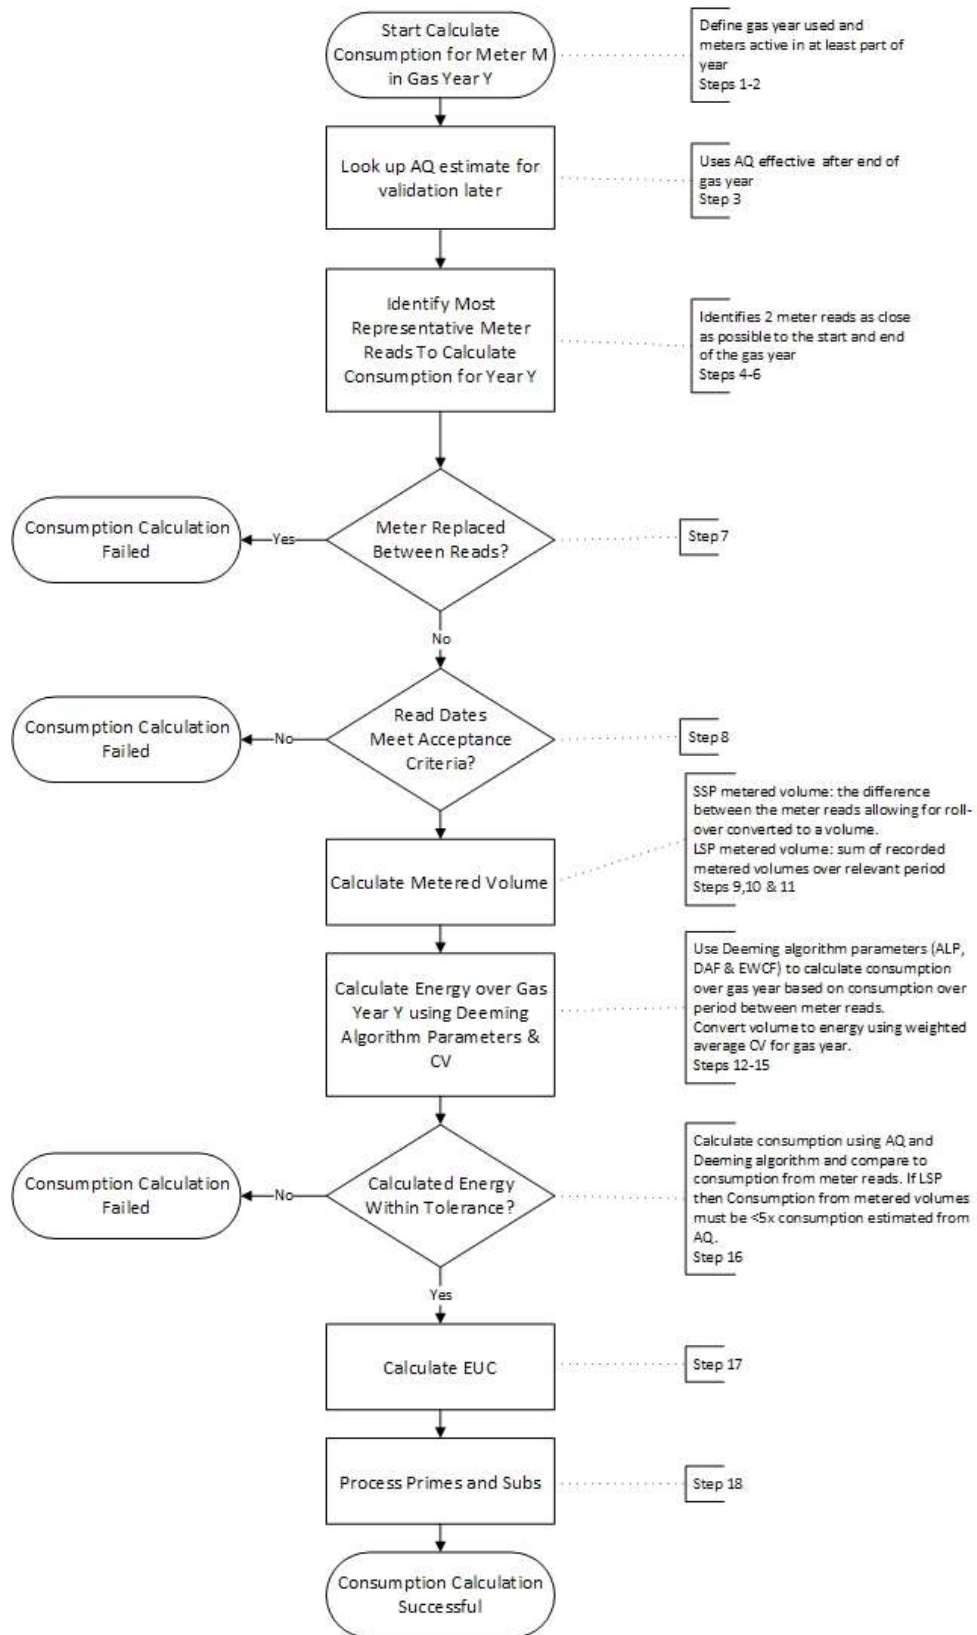 Start Calculate
Consumption for Meter M
in Gas Year Y
Define gas year used and
meters active in at least part of
year
Steps 1-2
Look up AQ estimate for
validation later
Uses AQ effective after end of
gas year
Step 3
Identify Most
Representative Meter
Reads To Calculate
Consumption for Year Y
Identifies 2 meter reads as close
as possible to the start and end
of the gas year
Steps 4-6
Consumption Calculation
Failed
Yes
Meter Replaced
Between Reads?
Step 7
No
Consumption Calculation
Failed
No
Read Dates
Meet Acceptance
Criteria?
Step 8
SSP metered volume: the difference
between the meter reads allowing for roll-
over converted to a volume.
LSP metered volume: sum of recorded
metered volumes over relevant period
Steps 9,10 & 11
Calculate Metered Volume
Calculate Energy over Gas
Year Y using Deeming
Algorithm Parameters &
CV
Use Deeming algorithm parameters (ALP,
DAF & EWCF) to calculate consumption
over gas year based on consumption over
period between meter reads.
Convert volume to energy using weighted
average CV for gas year.
Steps 12-15
Consumption Calculation
Failed
No
Calculated Energy
Within Tolerance?
Calculate consumption using AQ and
Deeming algorithm and compare to
consumption from meter reads. If LSP
then Consumption from metered volumes
must be <5x consumption estimated from
AQ.
Step 16
Yes
Calculate EUC
Step 17
Process Primes and Subs
Step 18
Consumption Calculation
Successful